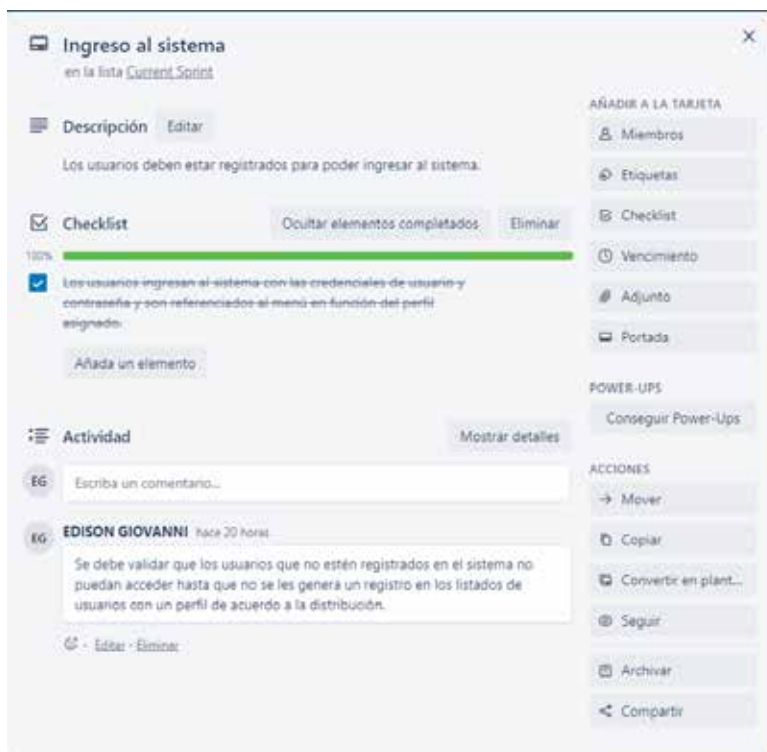 Ingreso al sistema
en la lista Current Sprint
Descripción Editar
Los usuarios deben estar registrados para poder ingresar al sistema.
Checklist Ocultar elementos completados Eliminar
100%
Los usuarios ingresan al sistema con las credenciales de usuario y
contraseña y son referenciados al menú en función del perfil
asignado.
Añada un elemento
Actividad Mostrar detalles
EG Escriba un comentario...
EG EDISON GIOVANNI hace 20 horas
Se debe validar que los usuarios que no estén registrados en el sistema no
puedan acceder hasta que no se les genera un registro en los listados de
usuarios con un perfil de acuerdo a la distribución.
- Editar - Eliminar
AÑADIR A LA TARJETA
Miembros
Etiquetas
Checklist
Vencimiento
Adjunto
Portada
POWER-UPS
Conseguir Power-Ups
ACCIONES
Mover
Copiar
Convertir en plant...
Seguir
Archivar
Compartir